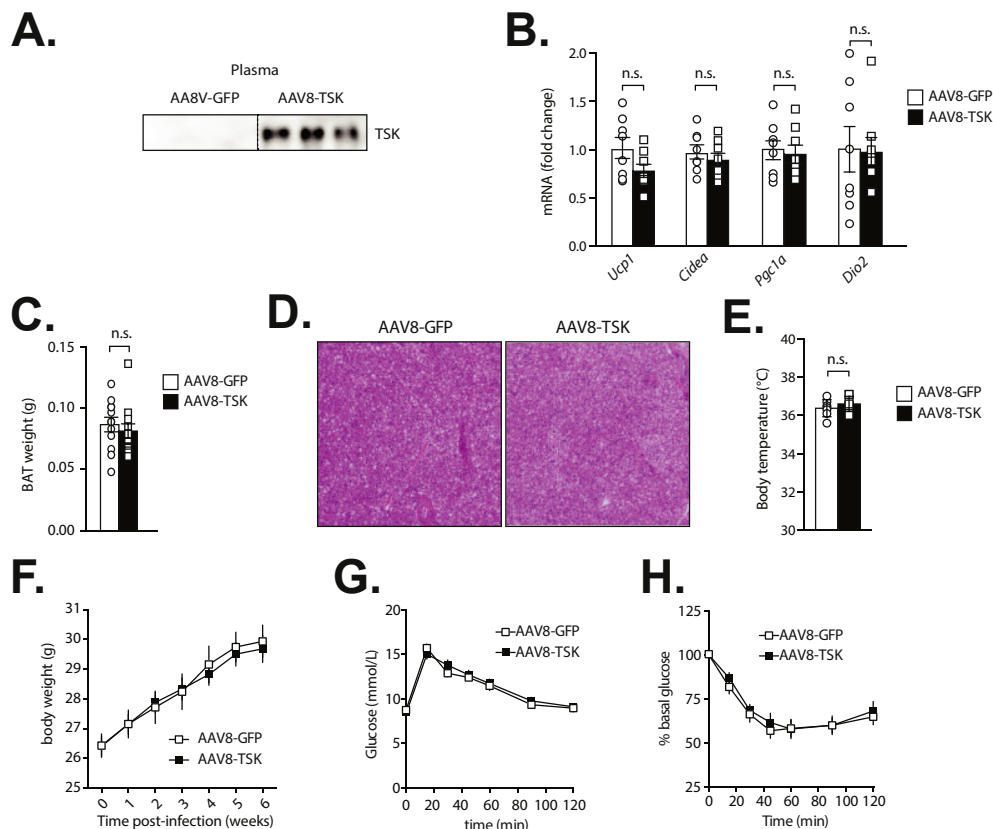 A.
Plasma
AA8V-GFP AAV8-TSK
TSK
B.
mRNA (fold change)
2.0
1.5
1.0
0.5
0.0
n.s.
n.s.
n.s.
n.s.
Ucp1
Cidea
Pgc1a
Dio2
AAV8-GFP
AAV8-TSK
C.
BAT weight (g)
0.15
0.10
0.05
0.00
n.s.
AAV8-GFP
AAV8-TSK
D.
AAV8-GFP AAV8-TSK
E.
Body temperature (°C)
40
38
36
34
32
30
n.s.
AAV8-GFP
AAV8-TSK
F.
body weight (g)
31
30
29
28
27
26
25
AAV8-GFP
AAV8-TSK
0 1 2 3 4 5 6
Time post-infection (weeks)
G.
Glucose (mmol/L)
20
15
10
5
0
AAV8-GFP
AAV8-TSK
0 20 40 60 80 100 120
time (min)
H.
% basal glucose
125
100
75
50
25
AAV8-GFP
AAV8-TSK
0 20 40 60 80 100 120
Time (min)